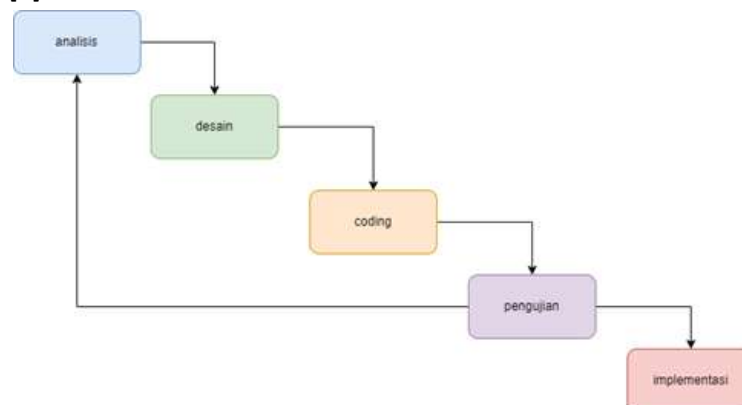 analisis
desain
coding
pengujian
implementasi